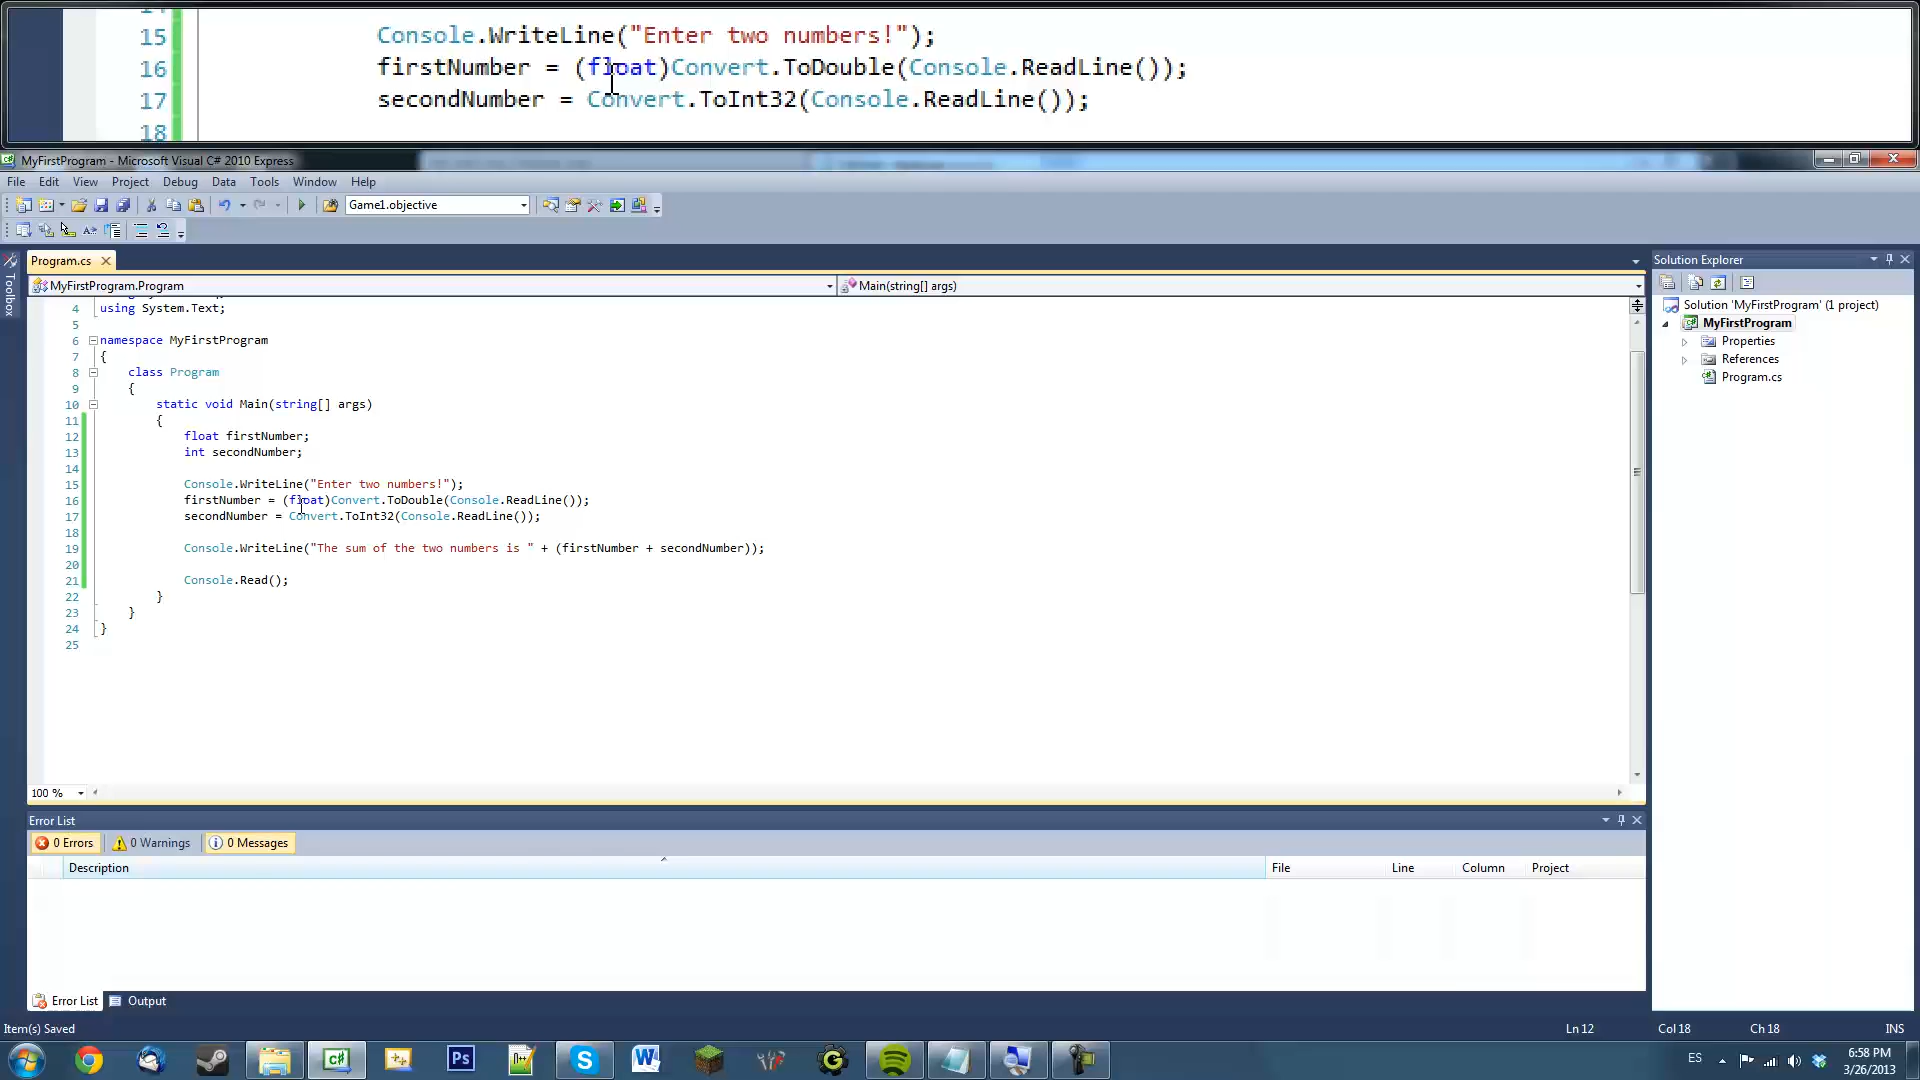 15 Console.WriteLine("Enter two numbers!");
16 firstNumber = (float)Convert.ToDouble(Console.ReadLine());
17 secondNumber = Convert.ToInt32(Console.ReadLine());
18
MyFirstProgram - Microsoft Visual C# 2010 Express
File Edit View Project Debug Data Tools Window Help
Game1.objective
Toolbox
Program.cs
MyFirstProgram.Program
Main(string[] args)
4 using System.Text;
5
6 namespace MyFirstProgram
7 {
8 class Program
9 {
10 static void Main(string[] args)
11 {
12 float firstNumber;
13 int secondNumber;
14
15 Console.WriteLine("Enter two numbers!");
16 firstNumber = (float)Convert.ToDouble(Console.ReadLine());
17 secondNumber = Convert.ToInt32(Console.ReadLine());
18
19 Console.WriteLine("The sum of the two numbers is " + (firstNumber + secondNumber));
20
21 Console.Read();
22 }
23 }
24 }
25
100 %
Solution Explorer
Solution 'MyFirstProgram' (1 project)
MyFirstProgram
Properties
References
Program.cs
Error List
0 Errors 0 Warnings 0 Messages
Description File Line Column Project
Error List Output
Item(s) Saved Ln 12 Col 18 Ch 18 INS
Ps
ES
6:58 PM
3/26/2013